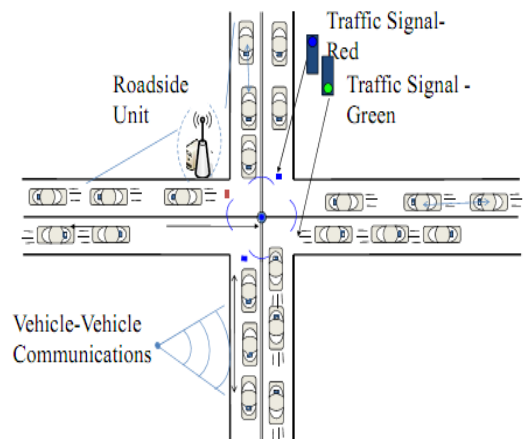 Traffic Signal-
Red
Roadside
Unit
Traffic Signal -
Green
Vehicle-Vehicle
Communications